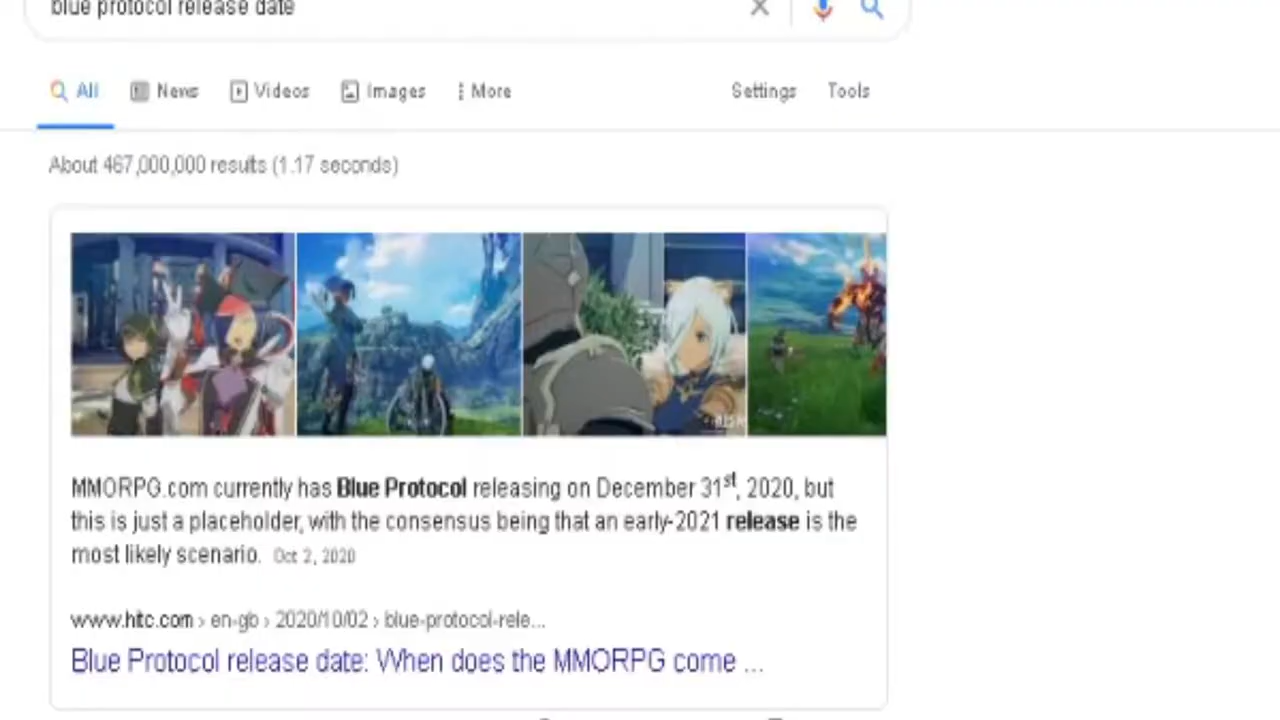 blue protocol release date
All News Videos Images More Settings Tools
About 467,000,000 results (1.17 seconds)
MMORPG.com currently has Blue Protocol releasing on December 31st, 2020, but
this is just a placeholder, with the consensus being that an early-2021 release is the
most likely scenario. Oct 2, 2020
www.hitc.com › en-gb › 2020/10/02 › blue-protocol-rele...
Blue Protocol release date: When does the MMORPG come ...